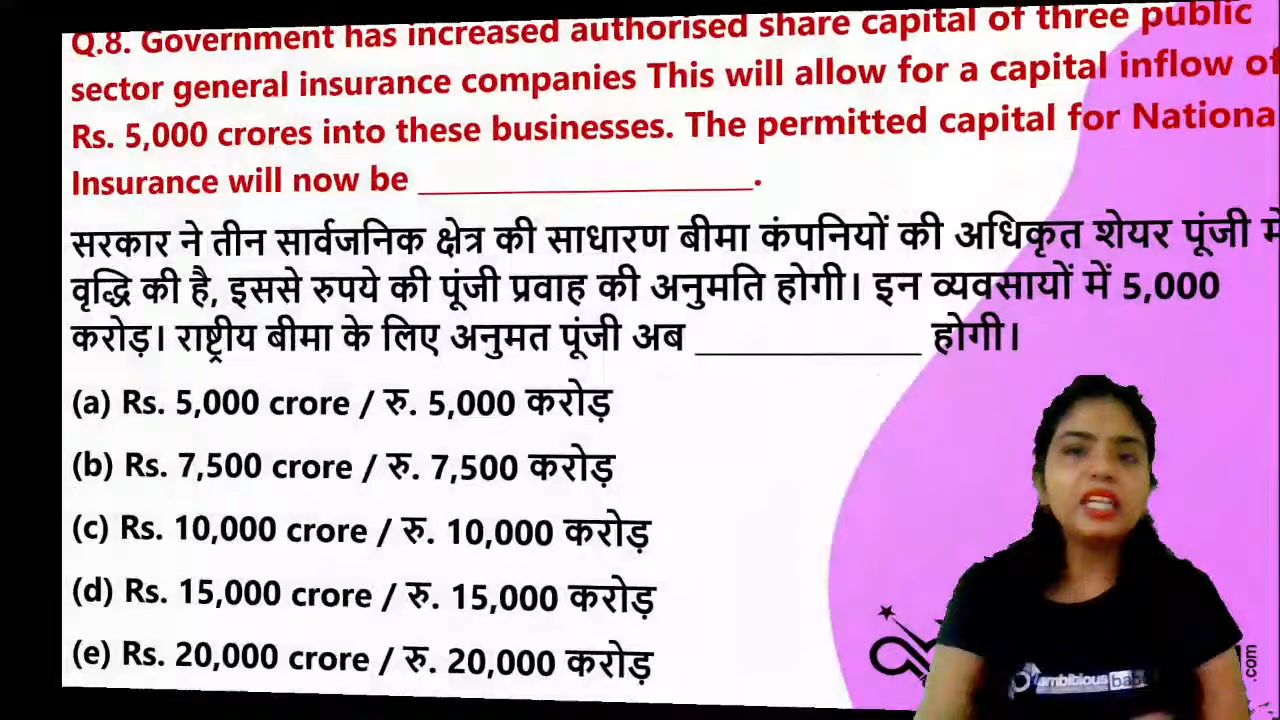 Q.8. Government has increased authorised share capital of three public
sector general insurance companies This will allow for a capital inflow of
Rs. 5,000 crores into these businesses. The permitted capital for Nationa
Insurance will now be ____________________.
सरकार ने तीन सार्वजनिक क्षेत्र की साधारण बीमा कंपनियों की अधिकृत शेयर पूंजी में
वृद्धि की है, इससे रुपये की पूंजी प्रवाह की अनुमति होगी। इन व्यवसायों में 5,000
करोड़। राष्ट्रीय बीमा के लिए अनुमत पूंजी अब ______________ होगी।
(a) Rs. 5,000 crore / रु. 5,000 करोड़
(b) Rs. 7,500 crore / रु. 7,500 करोड़
(c) Rs. 10,000 crore / रु. 10,000 करोड़
(d) Rs. 15,000 crore / रु. 15,000 करोड़
(e) Rs. 20,000 crore / रु. 20,000 करोड़
ambitious
.com